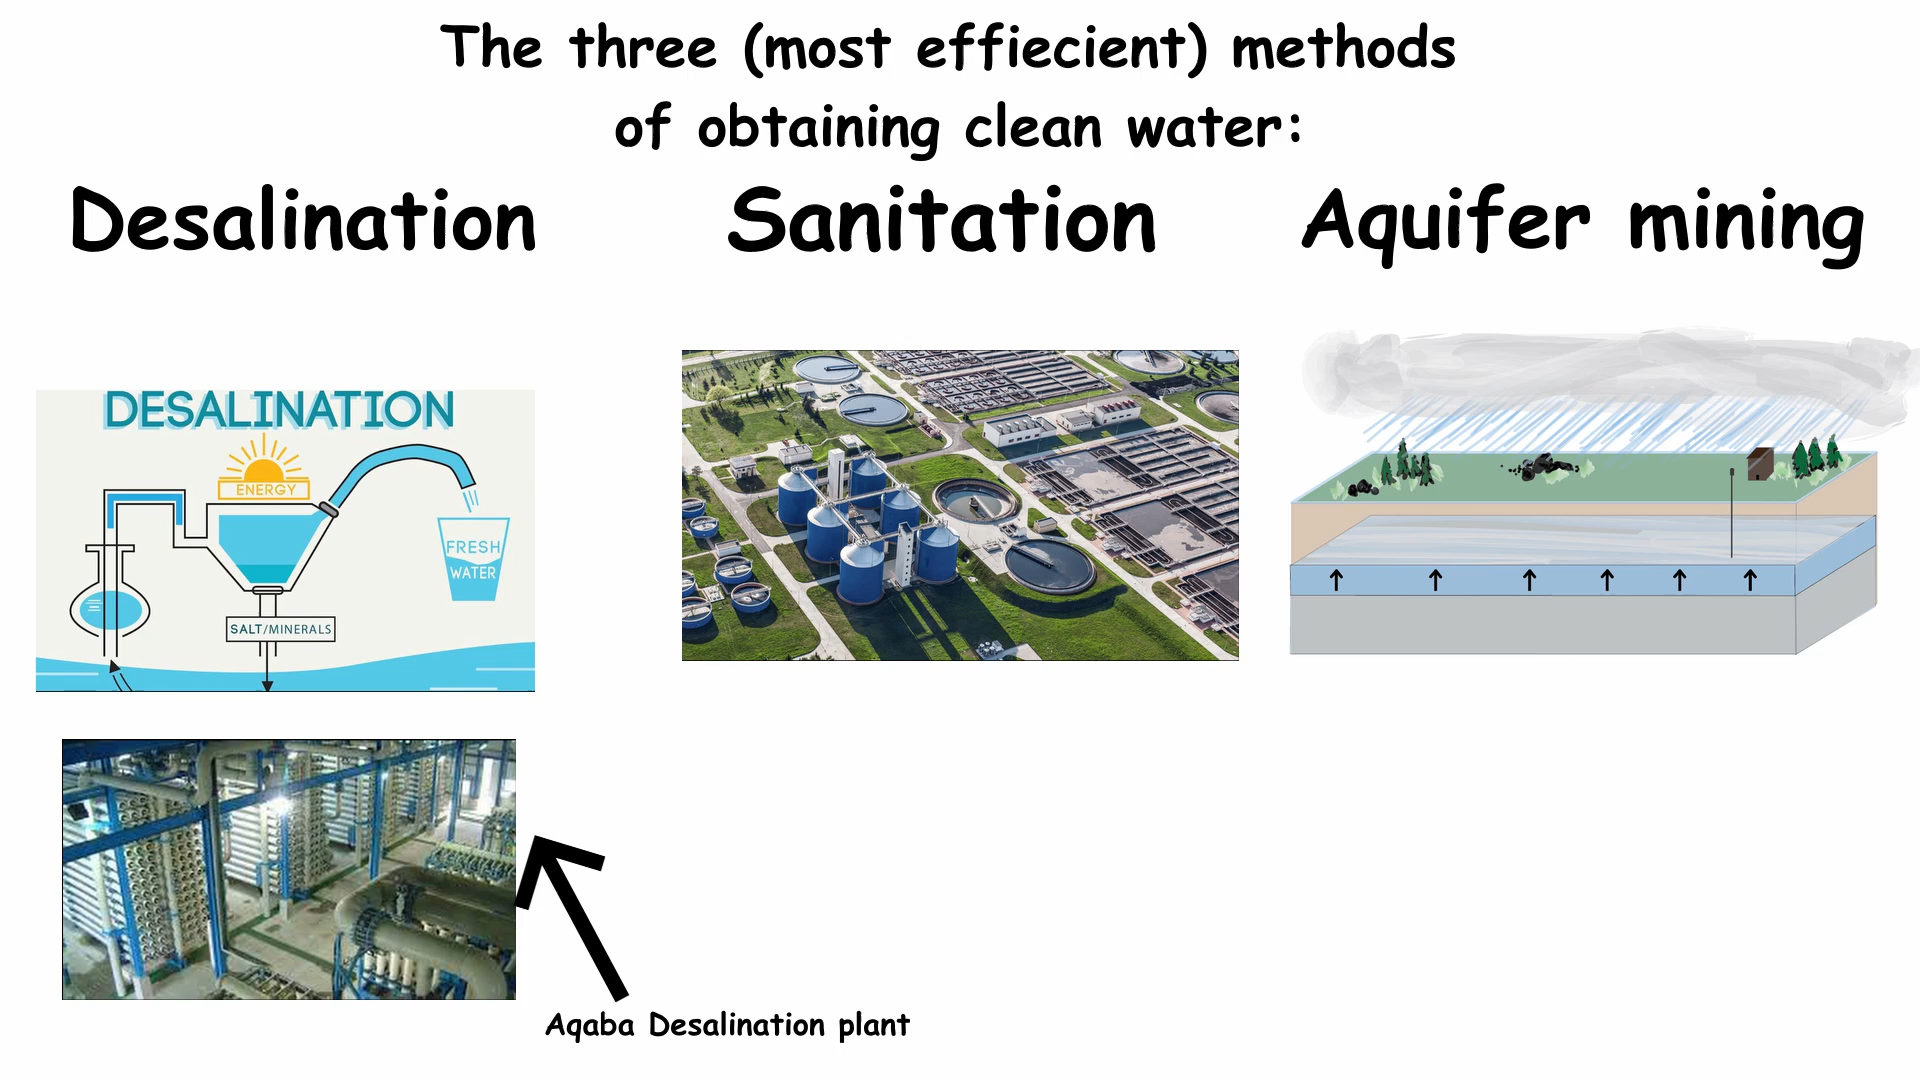 The three (most effiecient) methods
of obtaining clean water:
Desalination
Sanitation
Aquifer mining
DESALINATION
ENERGY
FRESH
WATER
SALT/MINERALS
Aqaba Desalination plant